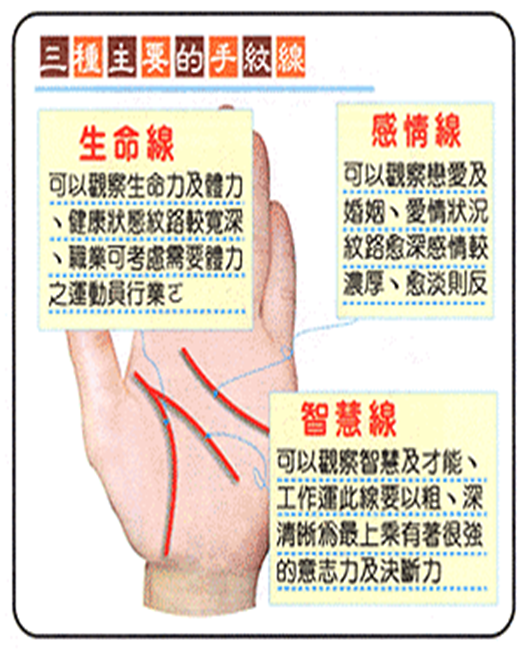 三種主要的手紋線
生命線
可以觀察生命力及體力
、健康狀態紋路較寬深
、職業可考慮需要體力
之運動員行業
感情線
可以觀察戀愛及
婚姻、愛情狀況
紋路愈深感情較
濃厚、愈淡則反
智慧線
可以觀察智慧及才能、
工作運此線要以粗、深
清晰為最上乘有著很強
的意志力及決斷力